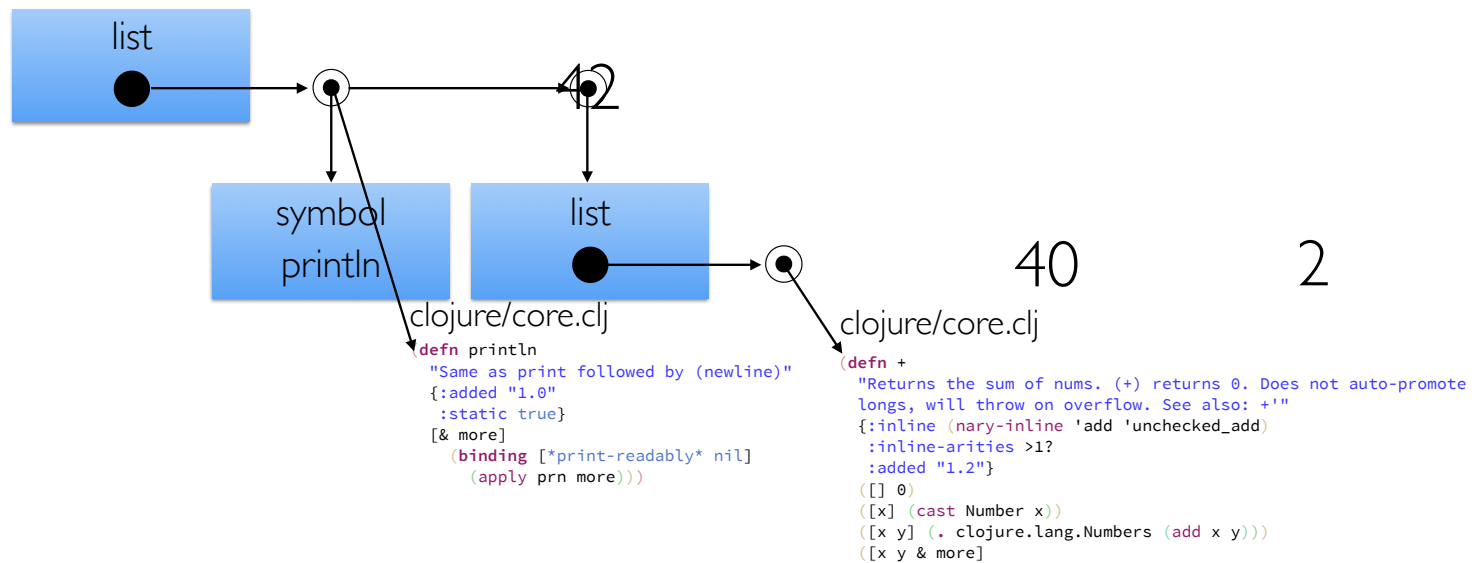 list
42
symbol
println
list
40
2
clojure/core.clj
(defn println
"Same as print followed by (newline)"
{:added "1.0"
:static true}
[& more]
(binding [*print-readably* nil]
(apply prn more)))
clojure/core.clj
(defn +
"Returns the sum of nums. (+) returns 0. Does not auto-promote
longs, will throw on overflow. See also: +'"
{:inline (nary-inline 'add 'unchecked_add)
:inline-arities >1?
:added "1.2"}
([] 0)
([x] (cast Number x))
([x y] (. clojure.lang.Numbers (add x y)))
([x y & more]